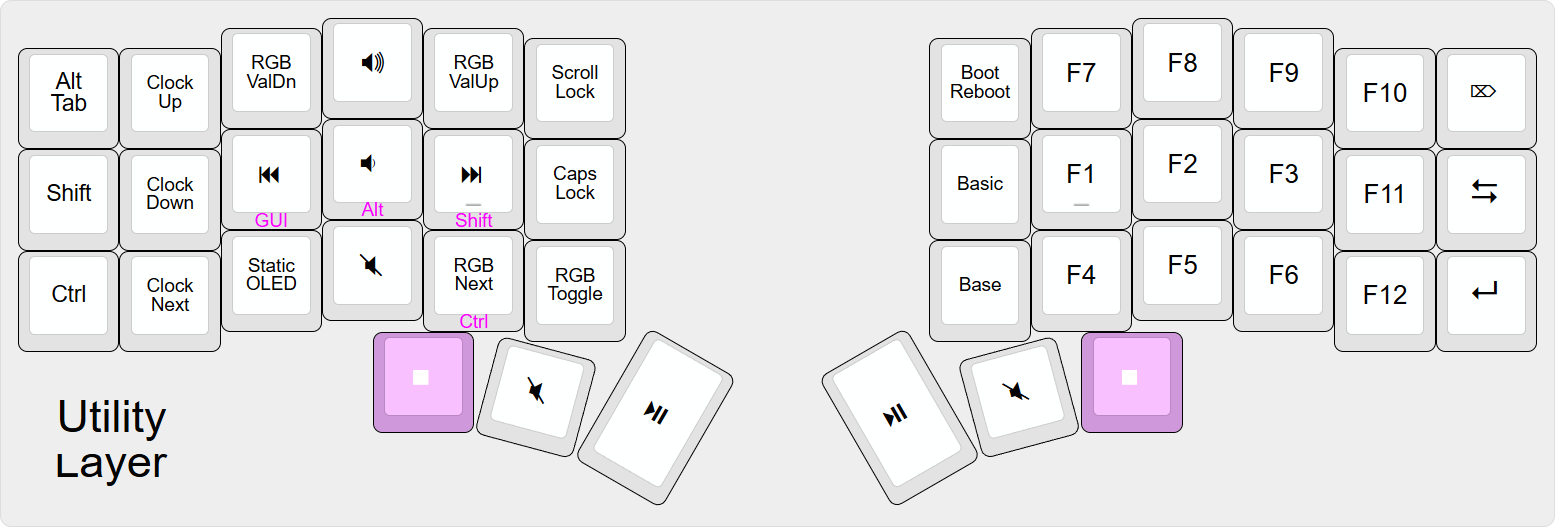 Alt
Tab
Clock
Up
RGB
ValDn
RGB
ValUp
Scroll
Lock
Shift
Clock
Down
GUI
Alt
Shift
Caps
Lock
Ctrl
Clock
Next
Static
OLED
RGB
Next
Ctrl
RGB
Toggle
Boot
Reboot
F7
F8
F9
F10
Basic
F1
F2
F3
F11
Base
F4
F5
F6
F12
Utility
Layer